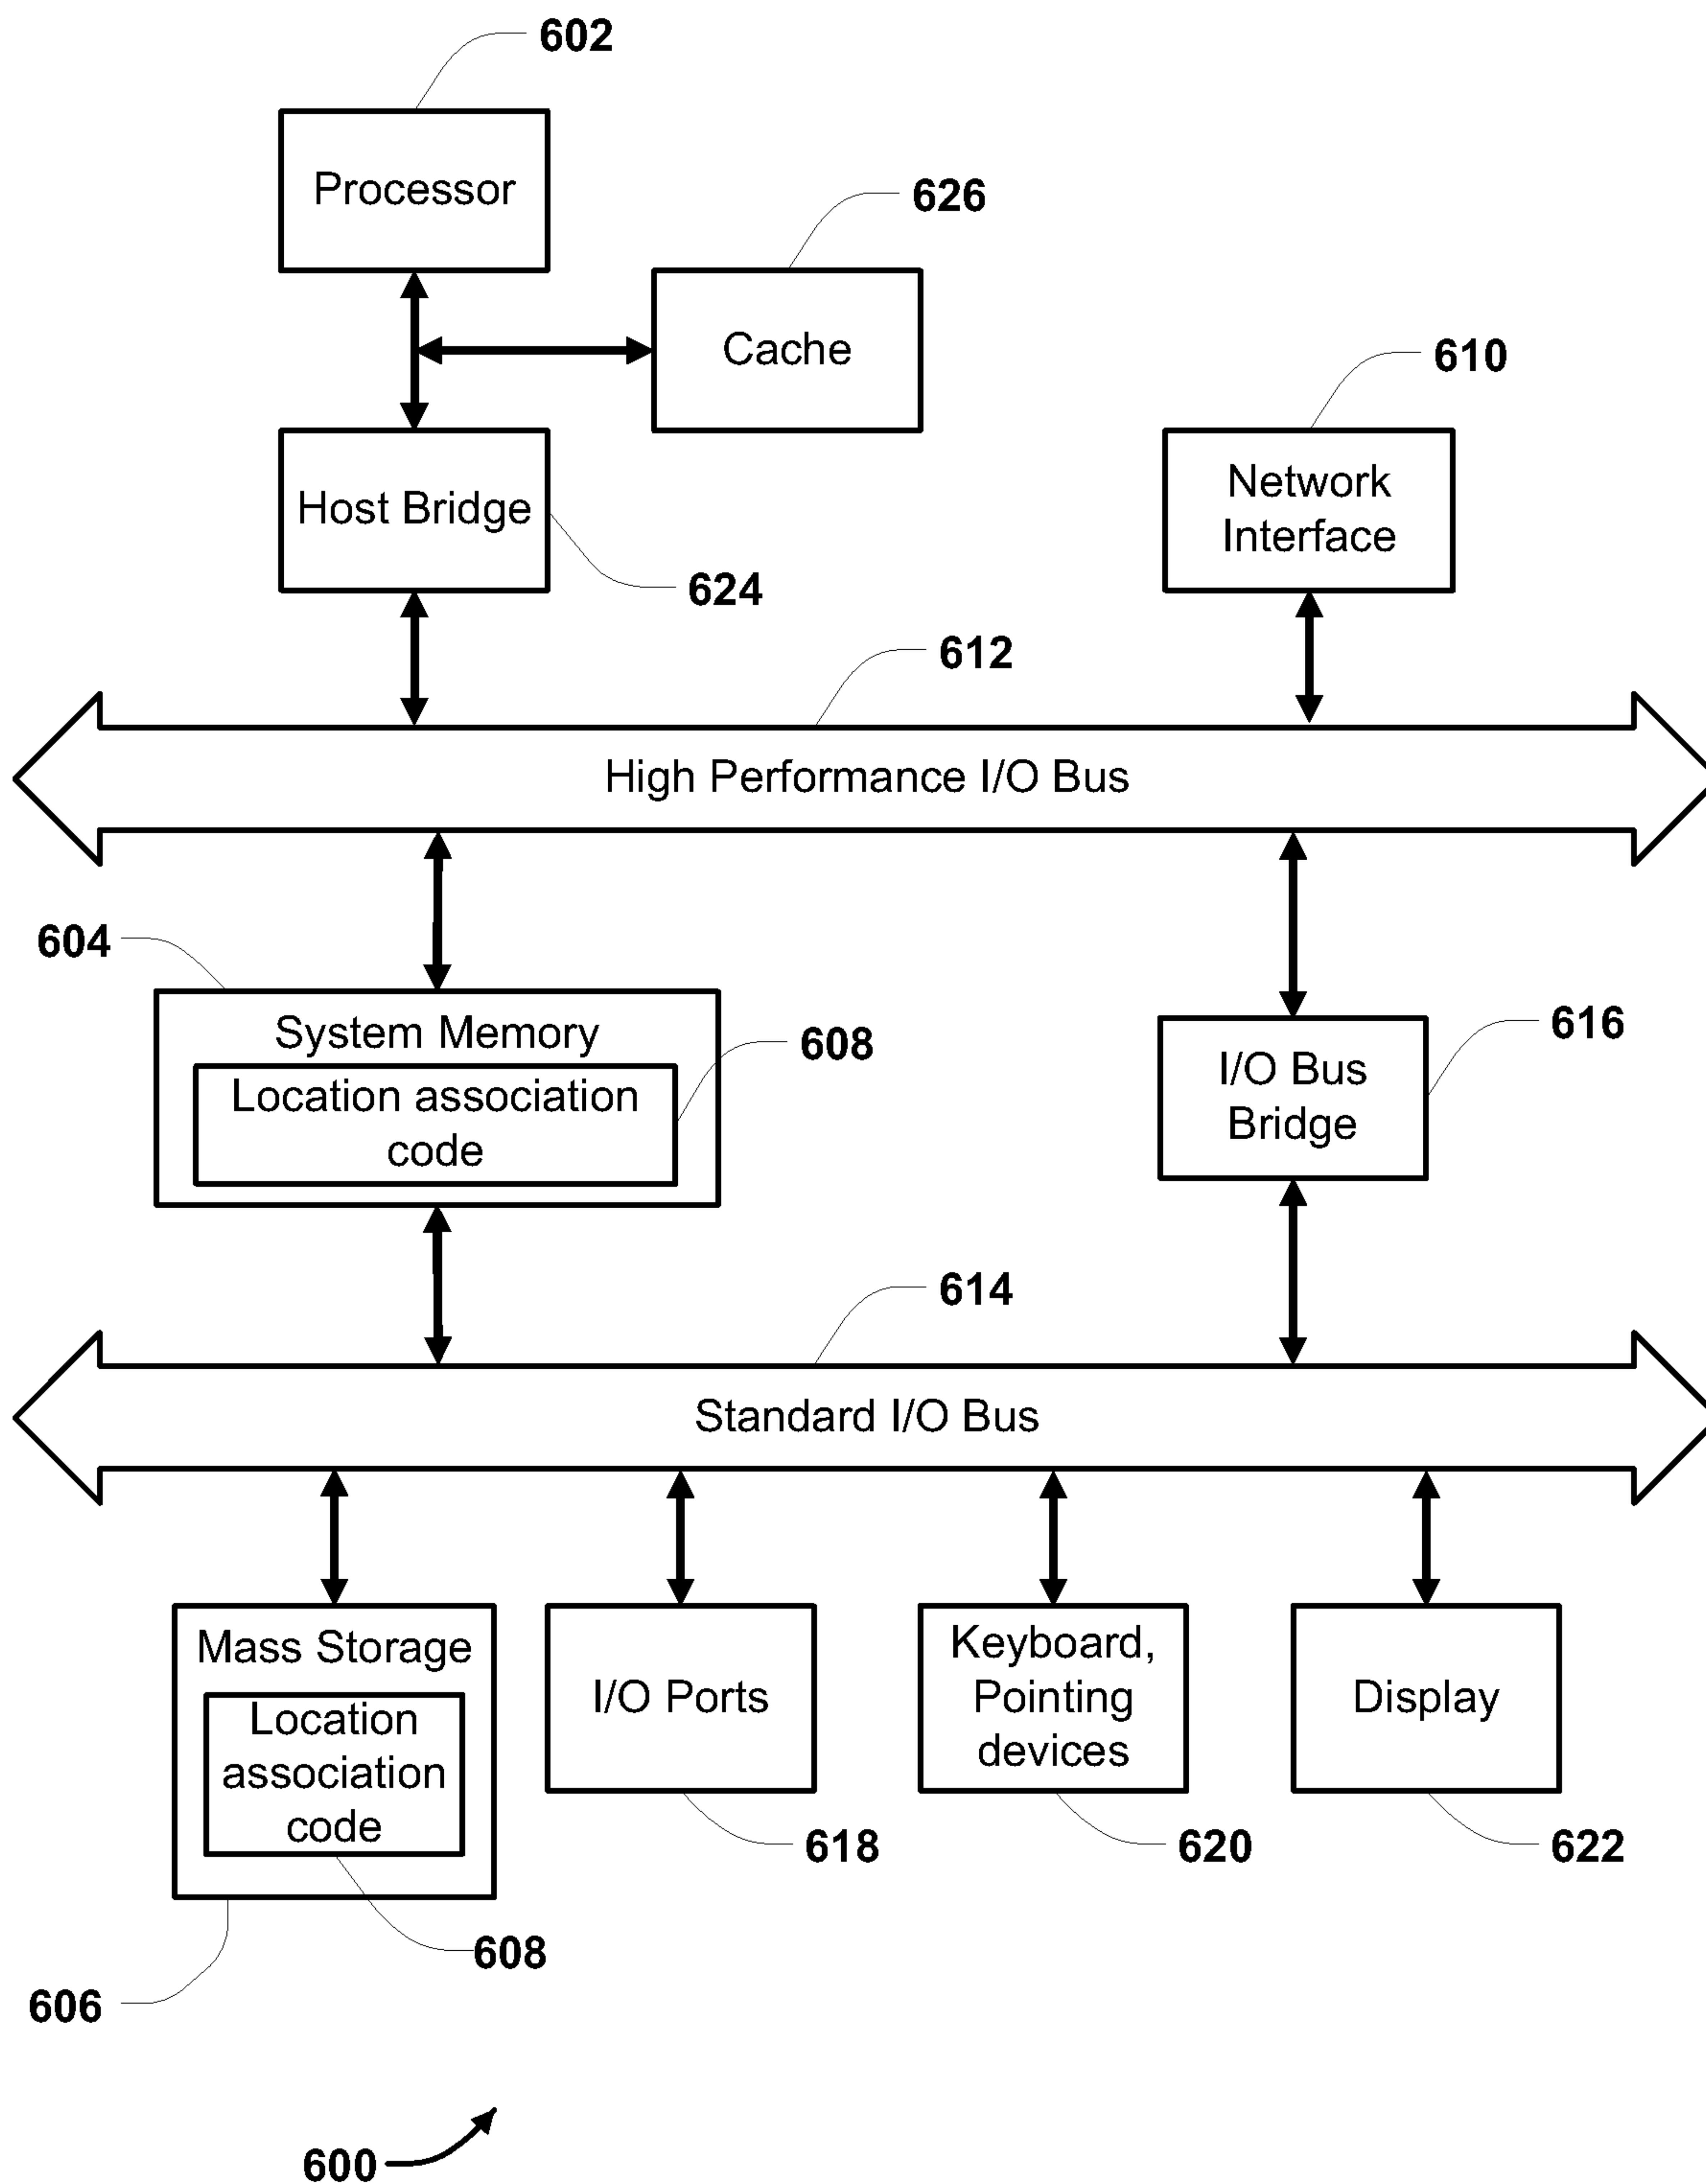 602
Processor
626
Cache
610
Host Bridge
Network
Interface
624
612
High Performance I/O Bus
604
System Memory
608
Location association
code
616
I/O Bus
Bridge
614
Standard I/O Bus
Mass Storage
Location
association
code
I/O Ports
Keyboard,
Pointing
devices
Display
618
620
622
608
606
600